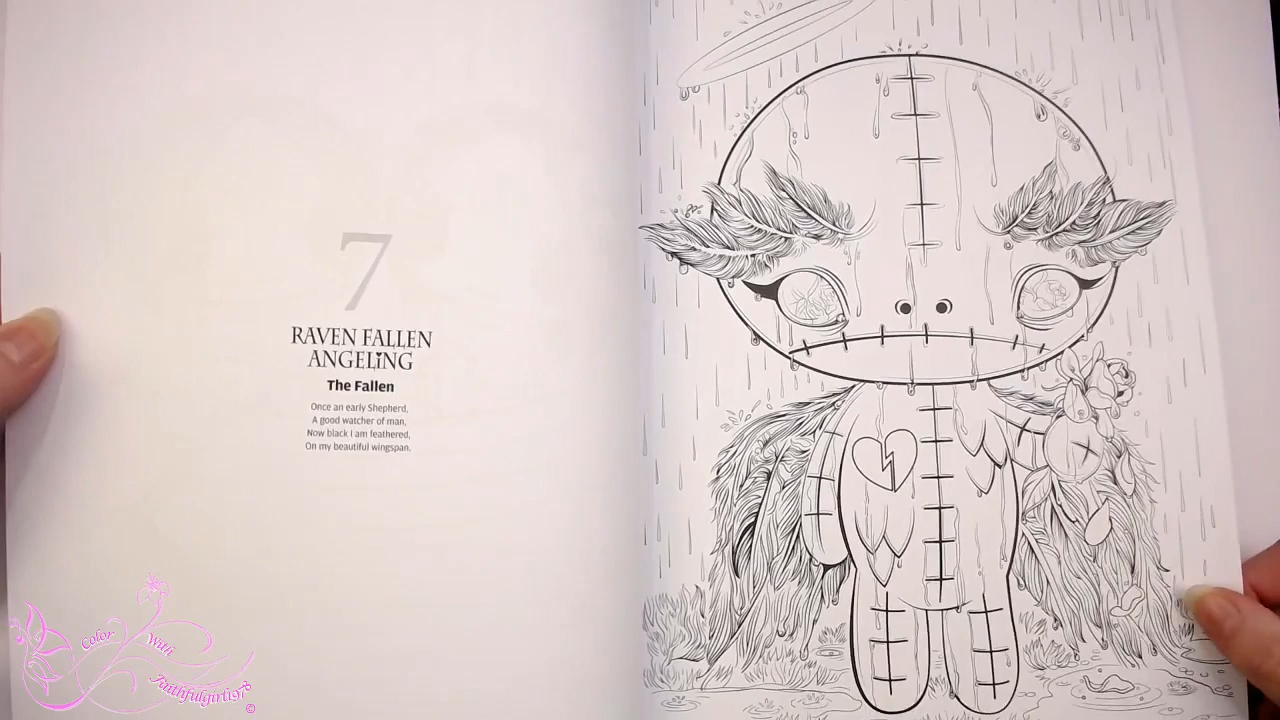 7
RAVEN FALLEN
ANGELiNG
The Fallen
Once an early Shepherd,
A good watcher of man,
Now black I am feathered,
On my beautiful wingspan.
Color With
Faithfulgirl1978
©